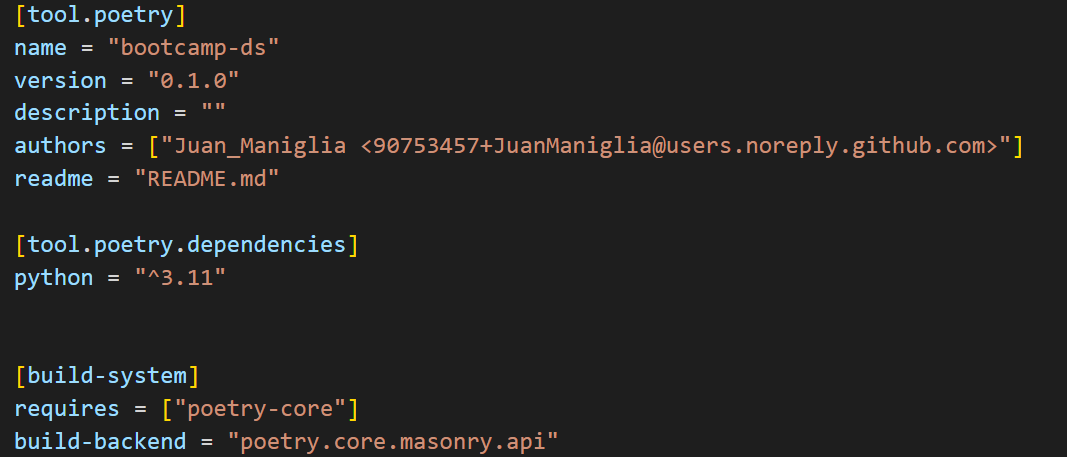 [tool.poetry]
name = "bootcamp-ds"
version = "0.1.0"
description = ""
authors = ["Juan_Maniglia <90753457+JuanManiglia@users.noreply.github.com>"]
readme = "README.md"
[tool.poetry.dependencies]
python = "^3.11"
[build-system]
requires = ["poetry-core"]
build-backend = "poetry.core.masonry.api"